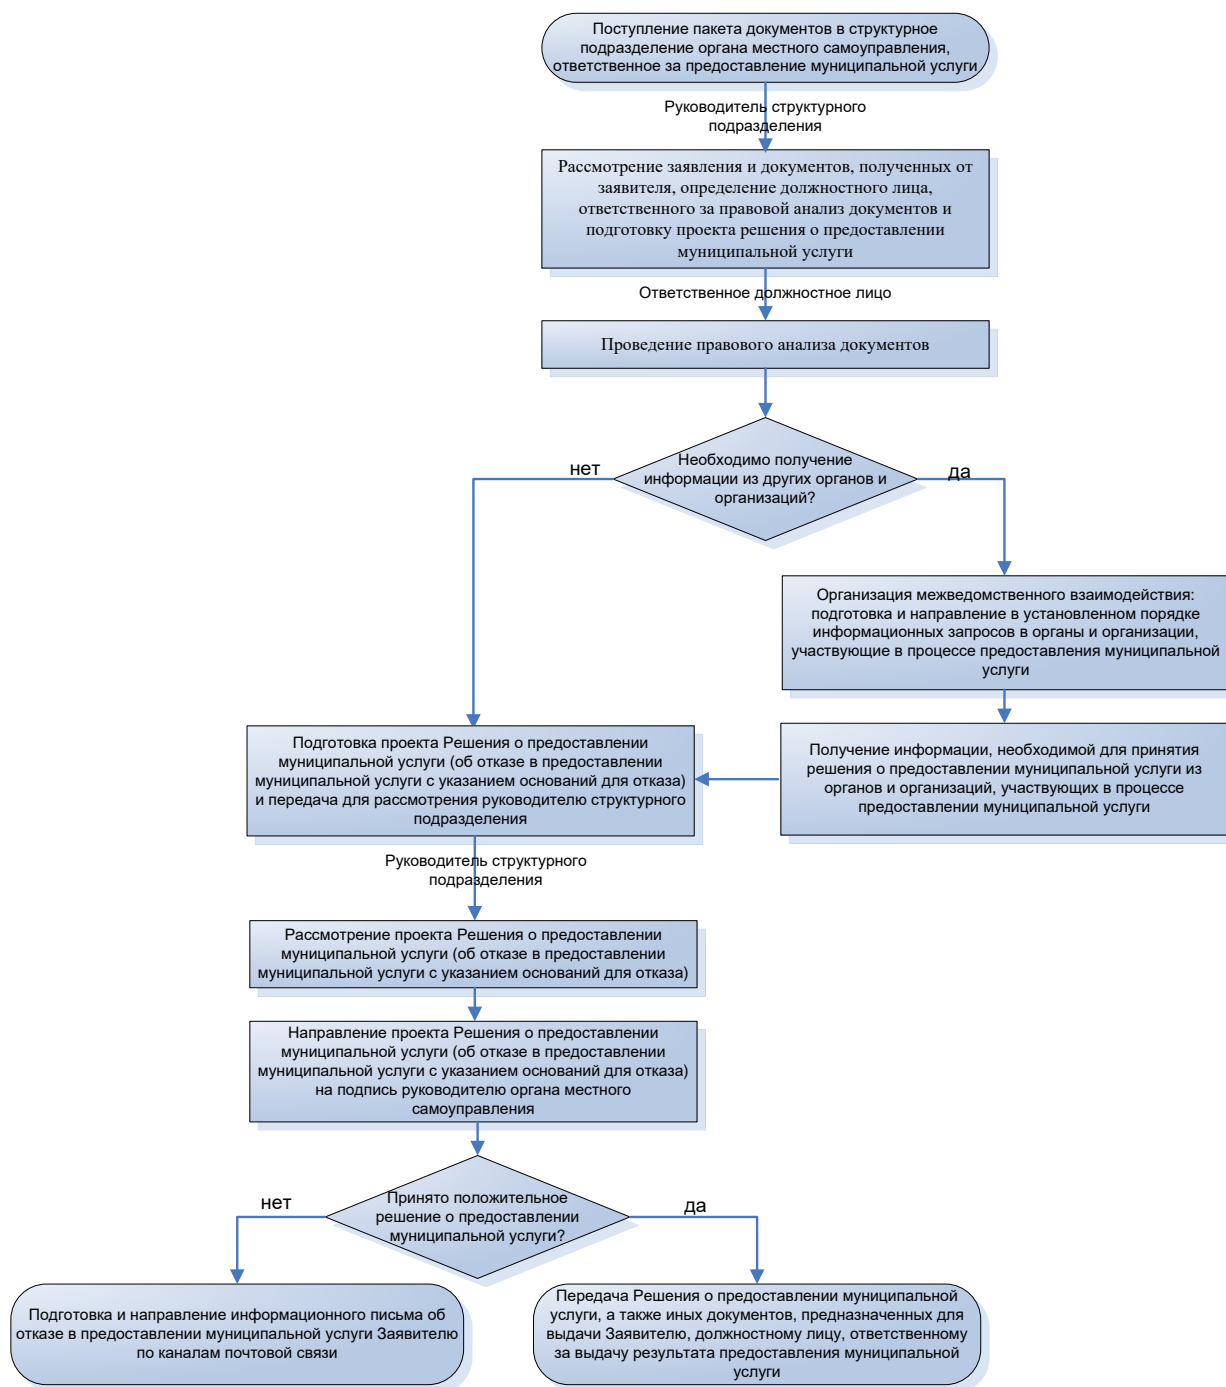 Поступление пакета документов в структурное
подразделение органа местного самоуправления,
ответственное за предоставление муниципальной услуги
Руководитель структурного
подразделения
Рассмотрение заявления и документов, полученных от
заявителя, определение должностного лица,
ответственного за правовой анализ документов и
подготовку проекта решения о предоставлении
муниципальной услуги
Ответственное должностное лицо
Проведение правового анализа документов
Необходимо получение
информации из других органов и
организаций?
нет
да
Организация межведомственного взаимодействия:
подготовка и направление в установленном порядке
информационных запросов в органы и организации,
участвующие в процессе предоставления муниципальной
услуги
Получение информации, необходимой для принятия
решения о предоставлении муниципальной услуги из
органов и организаций, участвующих в процессе
предоставлении муниципальной услуги
Подготовка проекта Решения о предоставлении
муниципальной услуги (об отказе в предоставлении
муниципальной услуги с указанием оснований для отказа)
и передача для рассмотрения руководителю структурного
подразделения
Руководитель структурного
подразделения
Рассмотрение проекта Решения о предоставлении
муниципальной услуги (об отказе в предоставлении
муниципальной услуги с указанием оснований для отказа)
Направление проекта Решения о предоставлении
муниципальной услуги (об отказе в предоставлении
муниципальной услуги с указанием оснований для отказа)
на подпись руководителю органа местного
самоуправления
Принято положительное
решение о предоставлении
муниципальной услуги?
нет
да
Подготовка и направление информационного письма об
отказе в предоставлении муниципальной услуги Заявителю
по каналам почтовой связи
Передача Решения о предоставлении муниципальной
услуги, а также иных документов, предназначенных для
выдачи Заявителю, должностному лицу, ответственному
за выдачу результата предоставления муниципальной
услуги